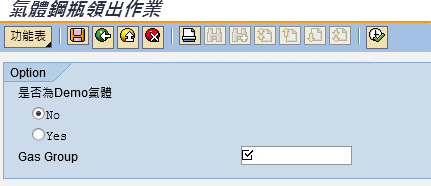 氣體鋼瓶領出作業
功能表
Option
是否為Demo氣體
No
Yes
Gas Group